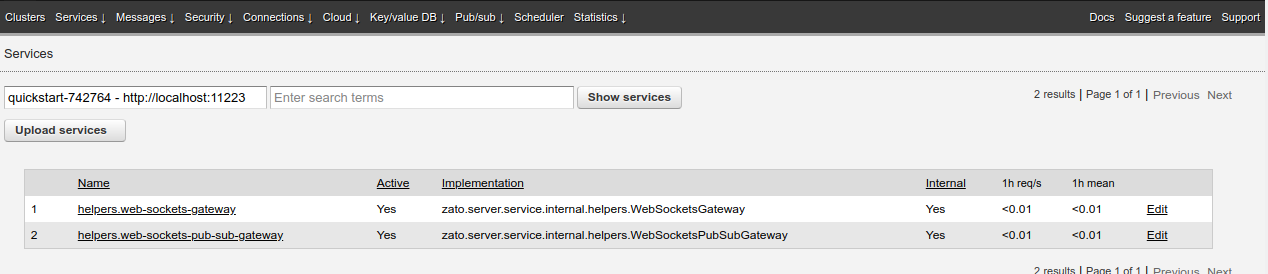 Clusters Services ↓ Messages ↓ Security ↓ Connections ↓ Cloud ↓ Key/value DB ↓ Pub/sub ↓ Scheduler Statistics ↓ Docs Suggest a feature Support
Services
quickstart-742764 - http://localhost:11223 Enter search terms Show services 2 results | Page 1 of 1 | Previous Next
Upload services
Name Active Implementation Internal 1h req/s 1h mean
1 helpers.web-sockets-gateway Yes zato.server.service.internal.helpers.WebSocketsGateway Yes <0.01 <0.01 Edit
2 helpers.web-sockets-pub-sub-gateway Yes zato.server.service.internal.helpers.WebSocketsPubSubGateway Yes <0.01 <0.01 Edit
2 results | Page 1 of 1 | Previous Next